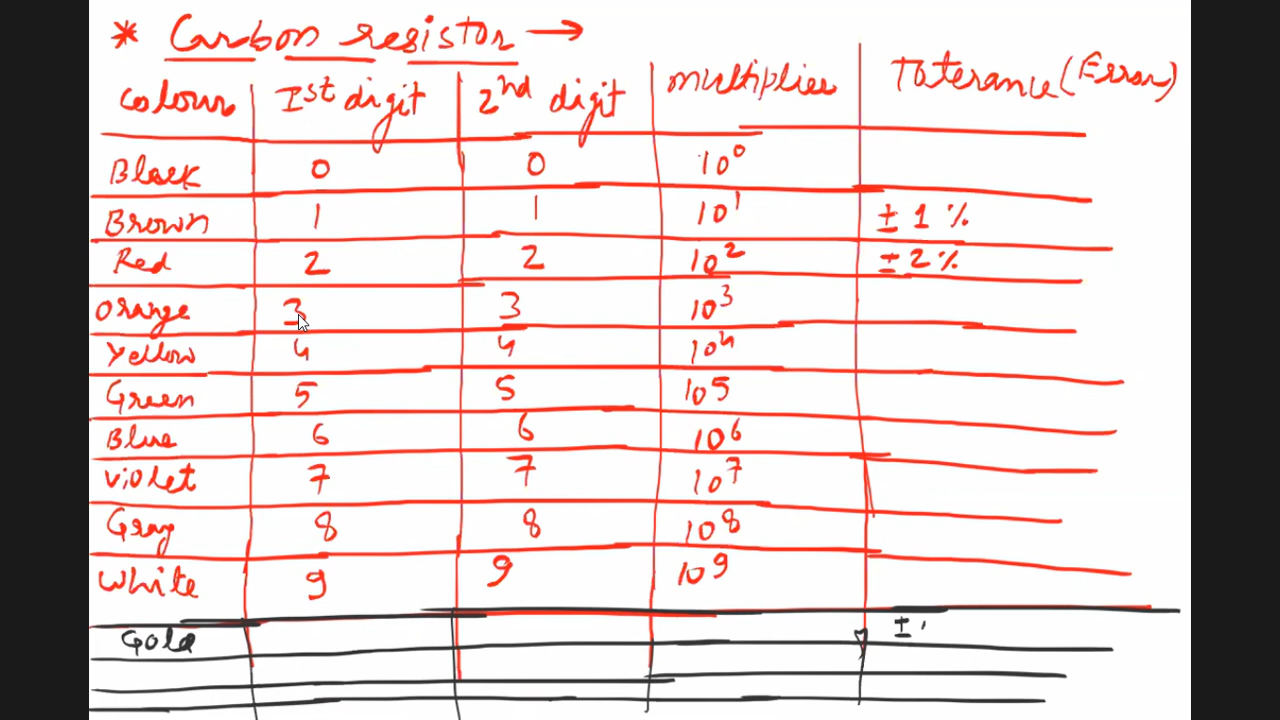 * Carbon resistor →
Colour 1st digit 2nd digit multiplier Tolerance (Error)
Black 0 0 10⁰
Brown 1 1 10¹ ± 1 %
Red 2 2 10² ± 2 %
Orange 3 3 10³
Yellow 4 4 10⁴
Green 5 5 10⁵
Blue 6 6 10⁶
Violet 7 7 10⁷
Gray 8 8 10⁸
White 9 9 10⁹
Gold ±